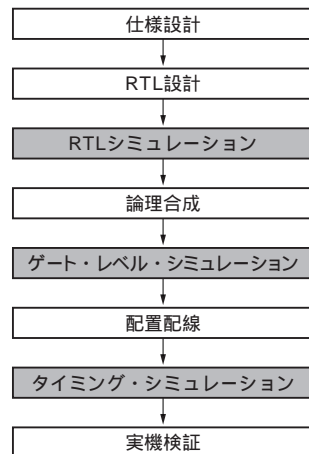 仕様設計
RTL設計
RTLシミュレーション
論理合成
ゲート・レベル・シミュレーション
配置配線
タイミング・シミュレーション
実機検証